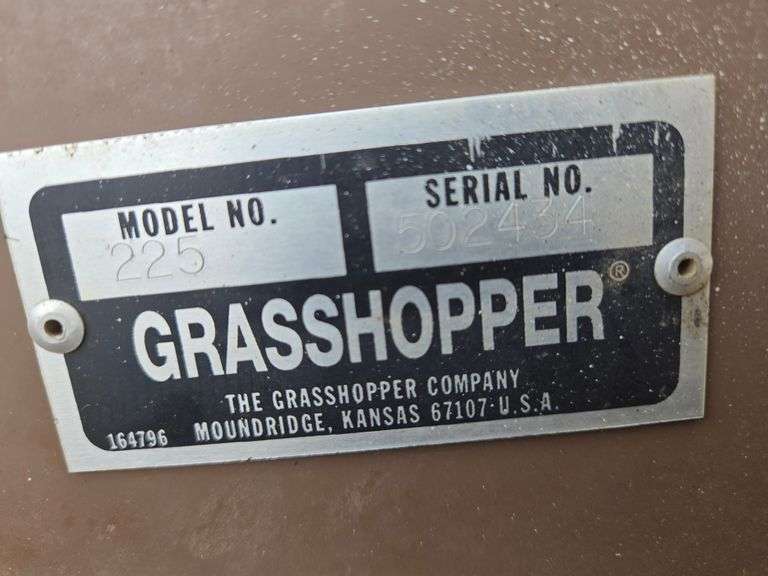 MODEL NO.
225
SERIAL NO.
502434
GRASSHOPPER®
THE GRASSHOPPER COMPANY
164796 MOUNDRIDGE, KANSAS 67107 U.S.A.